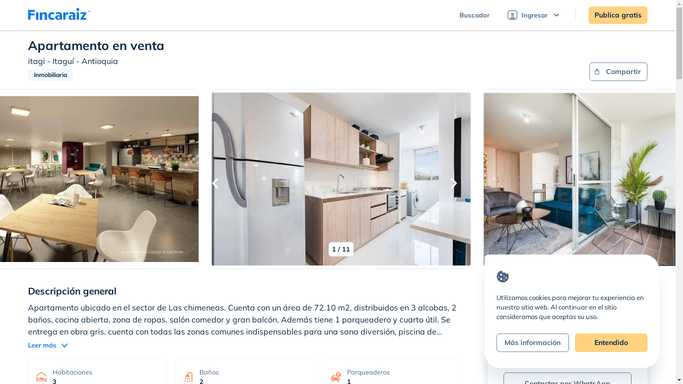 Fincaraiz
Buscador
Ingresar
Publica gratis
Apartamento en venta
itagi - Itaguí - Antioquia
Inmobiliaria
Compartir
1 / 11
Descripción general
Apartamento ubicado en el sector de Las chimeneas. Cuenta con un área de 72.10 m2, distribuidos en 3 alcobas, 2
baños, cocina abierta, zona de ropas, salón comedor y gran balcón. Además tiene 1 parqueadero y cuarto útil. Se
entrega en obra gris, cuenta con todas las zonas comunes indispensables para una sana diversión, piscina de...
Leer más
Habitaciones
3
Baños
2
Parqueaderos
1
Utilizamos cookies para mejorar tu experiencia en
nuestro sitio web. Al continuar en el sitio
consideramos que aceptas su uso.
Más información
Entendido
Contactar por WhatsApp